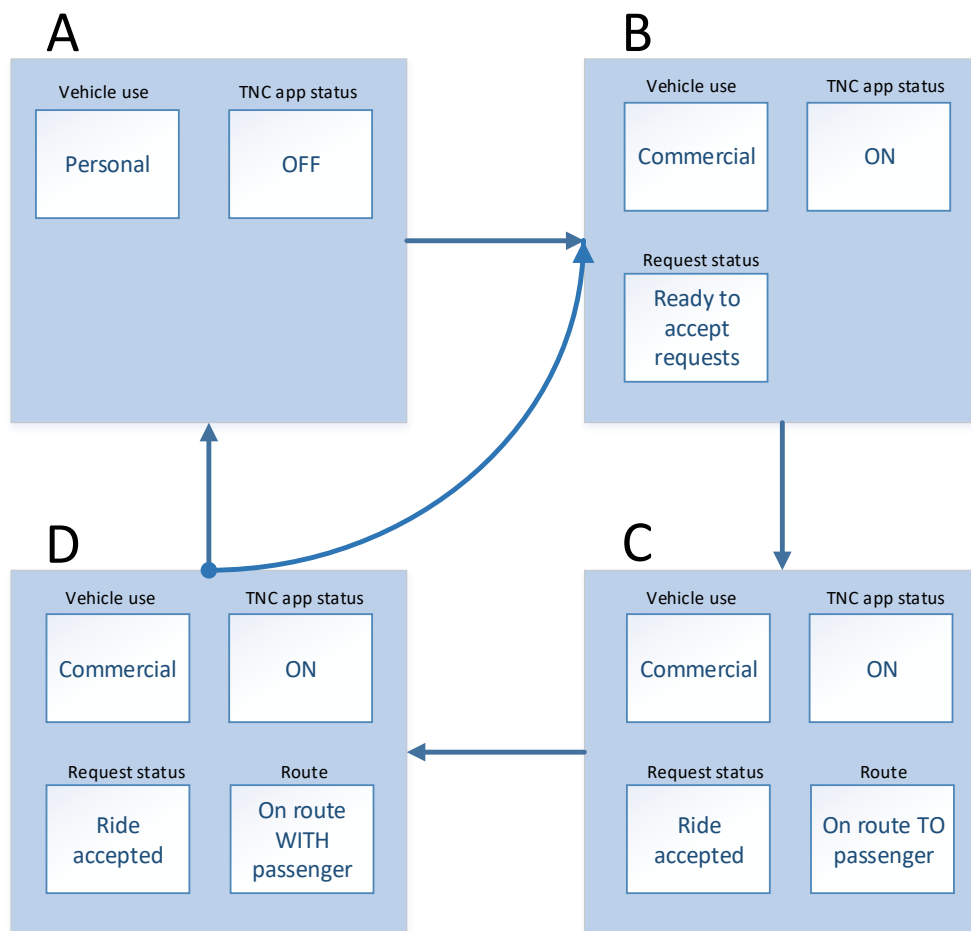 A
Vehicle use
TNC app status
Personal
OFF
B
Vehicle use
TNC app status
Commercial
ON
Request status
Ready to
accept
requests
D
Vehicle use
TNC app status
Commercial
ON
Request status
Route
Ride
accepted
On route
WITH
passenger
C
Vehicle use
TNC app status
Commercial
ON
Request status
Route
Ride
accepted
On route TO
passenger